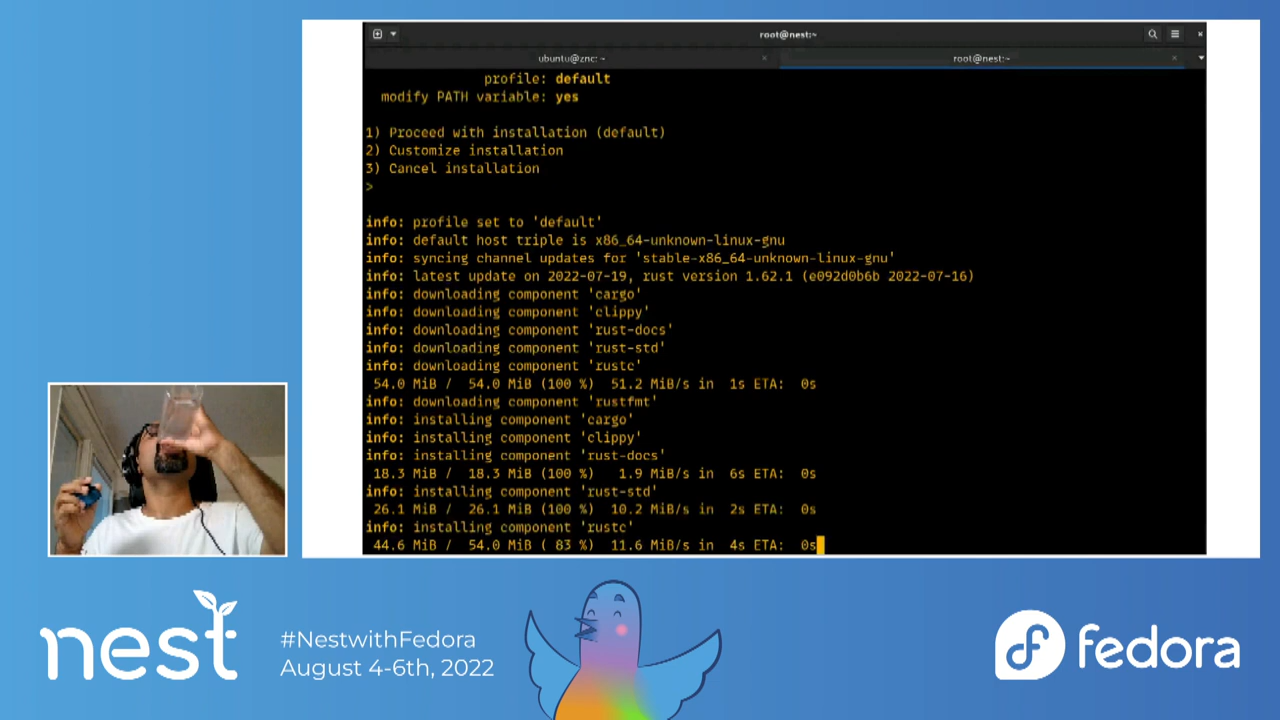 root@nest:~
ubuntu@znc: ~
root@nest:~
profile: default
modify PATH variable: yes
1) Proceed with installation (default)
2) Customize installation
3) Cancel installation
>
info: profile set to 'default'
info: default host triple is x86_64-unknown-linux-gnu
info: syncing channel updates for 'stable-x86_64-unknown-linux-gnu'
info: latest update on 2022-07-19, rust version 1.62.1 (e092d0b6b 2022-07-16)
info: downloading component 'cargo'
info: downloading component 'clippy'
info: downloading component 'rust-docs'
info: downloading component 'rust-std'
info: downloading component 'rustc'
54.0 MiB / 54.0 MiB (100 %) 51.2 MiB/s in 1s ETA: 0s
info: downloading component 'rustfmt'
info: installing component 'cargo'
info: installing component 'clippy'
info: installing component 'rust-docs'
18.3 MiB / 18.3 MiB (100 %) 1.9 MiB/s in 6s ETA: 0s
info: installing component 'rust-std'
26.1 MiB / 26.1 MiB (100 %) 10.2 MiB/s in 2s ETA: 0s
info: installing component 'rustc'
44.6 MiB / 54.0 MiB ( 83 %) 11.6 MiB/s in 4s ETA: 0s
nest
#NestwithFedora
August 4-6th, 2022
fedora